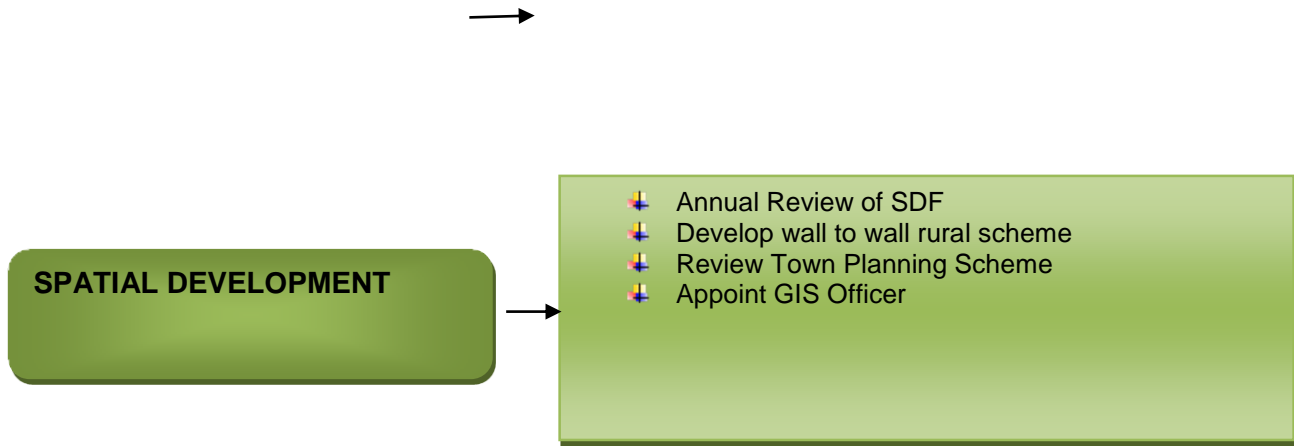 SPATIAL DEVELOPMENT
Annual Review of SDF
Develop wall to wall rural scheme
Review Town Planning Scheme
Appoint GIS Officer